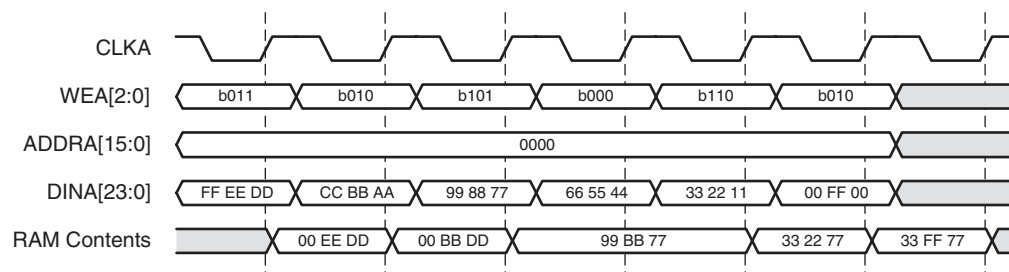 CLKA
WEA[2:0] b011 b010 b101 b000 b110 b010
ADDRA[15:0] 0000
DINA[23:0] FF EE DD CC BB AA 99 88 77 66 55 44 33 22 11 00 FF 00
RAM Contents 00 EE DD 00 BB DD 99 BB 77 33 22 77 33 FF 77